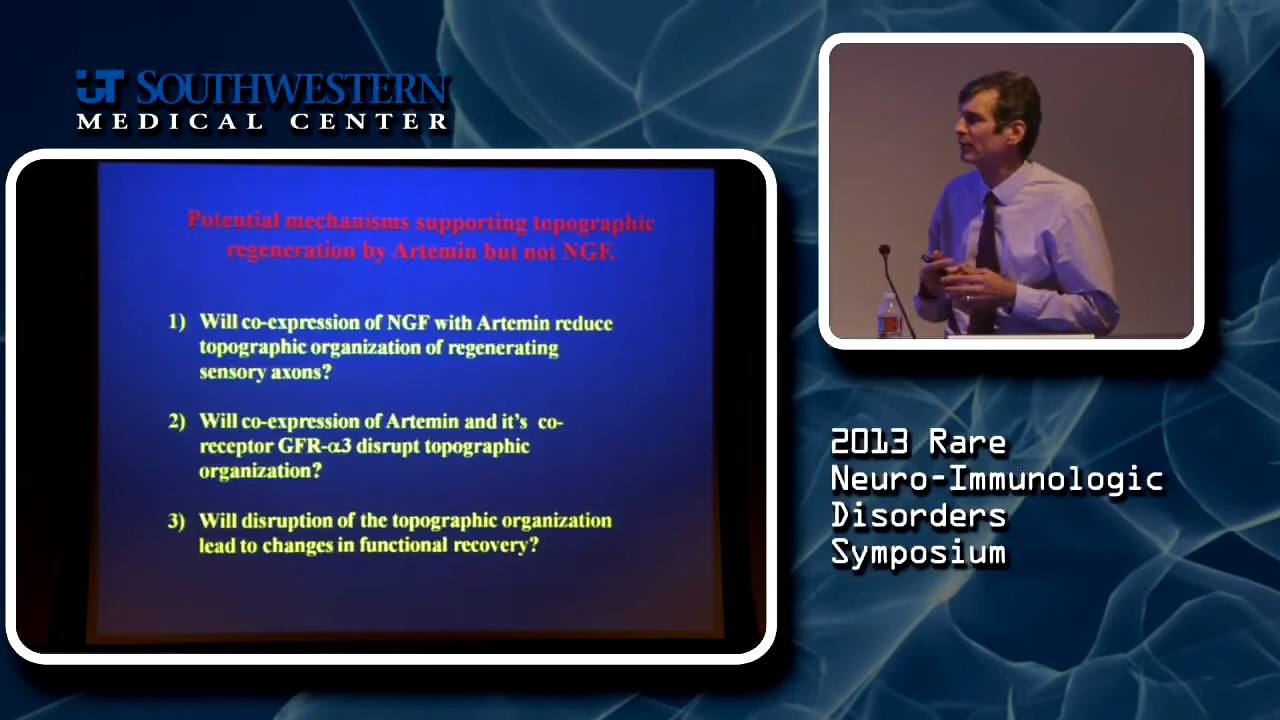 UT SOUTHWESTERN
MEDICAL CENTER
Potential mechanisms supporting topographic
regeneration by Artemin but not NGF.
1) Will co-expression of NGF with Artemin reduce
topographic organization of regenerating
sensory axons?
2) Will co-expression of Artemin and it's co-
receptor GFR-α3 disrupt topographic
organization?
3) Will disruption of the topographic organization
lead to changes in functional recovery?
2013 Rare
Neuro-Immunologic
Disorders
Symposium